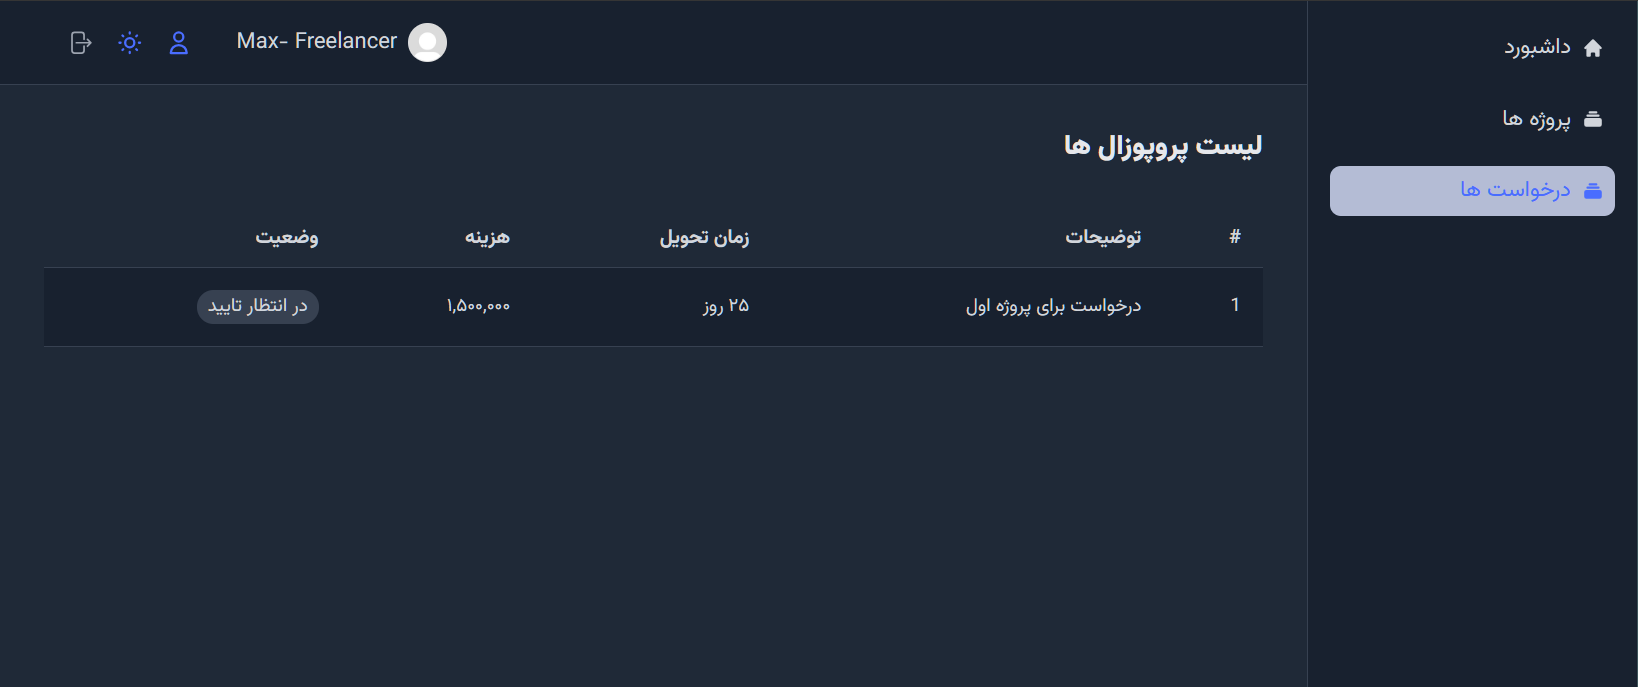 Max- Freelancer
داشبورد
پروژه ها
درخواست ها
لیست پروپوزال ها
# توضیحات زمان تحویل هزینه وضعیت
1 درخواست برای پروژه اول ۲۵ روز ۱,۵۰۰,۰۰۰ در انتظار تایید